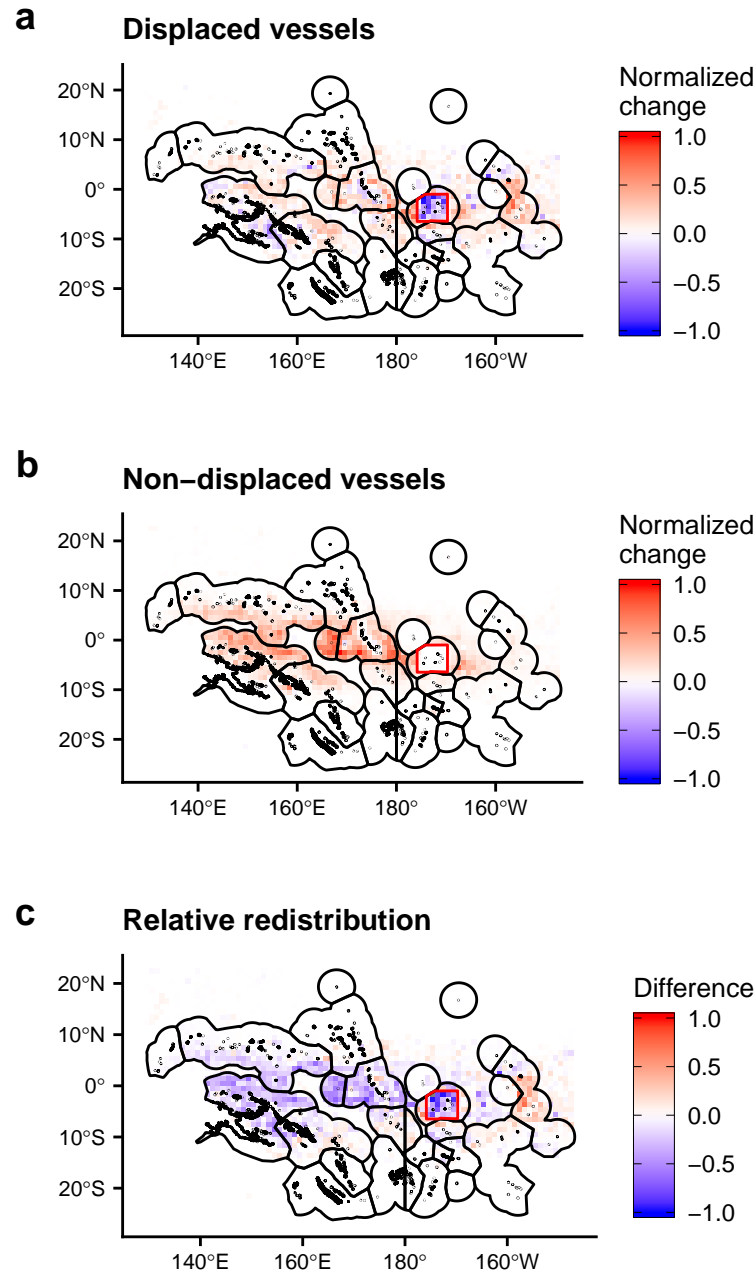 a
Displaced vessels
Normalized
change
20°N
10°N
0°
10°S
20°S
140°E 160°E 180° 160°W
1.0
0.5
0.0
−0.5
−1.0
b
Non−displaced vessels
Normalized
change
20°N
10°N
0°
10°S
20°S
140°E 160°E 180° 160°W
1.0
0.5
0.0
−0.5
−1.0
c
Relative redistribution
Difference
20°N
10°N
0°
10°S
20°S
140°E 160°E 180° 160°W
1.0
0.5
0.0
−0.5
−1.0